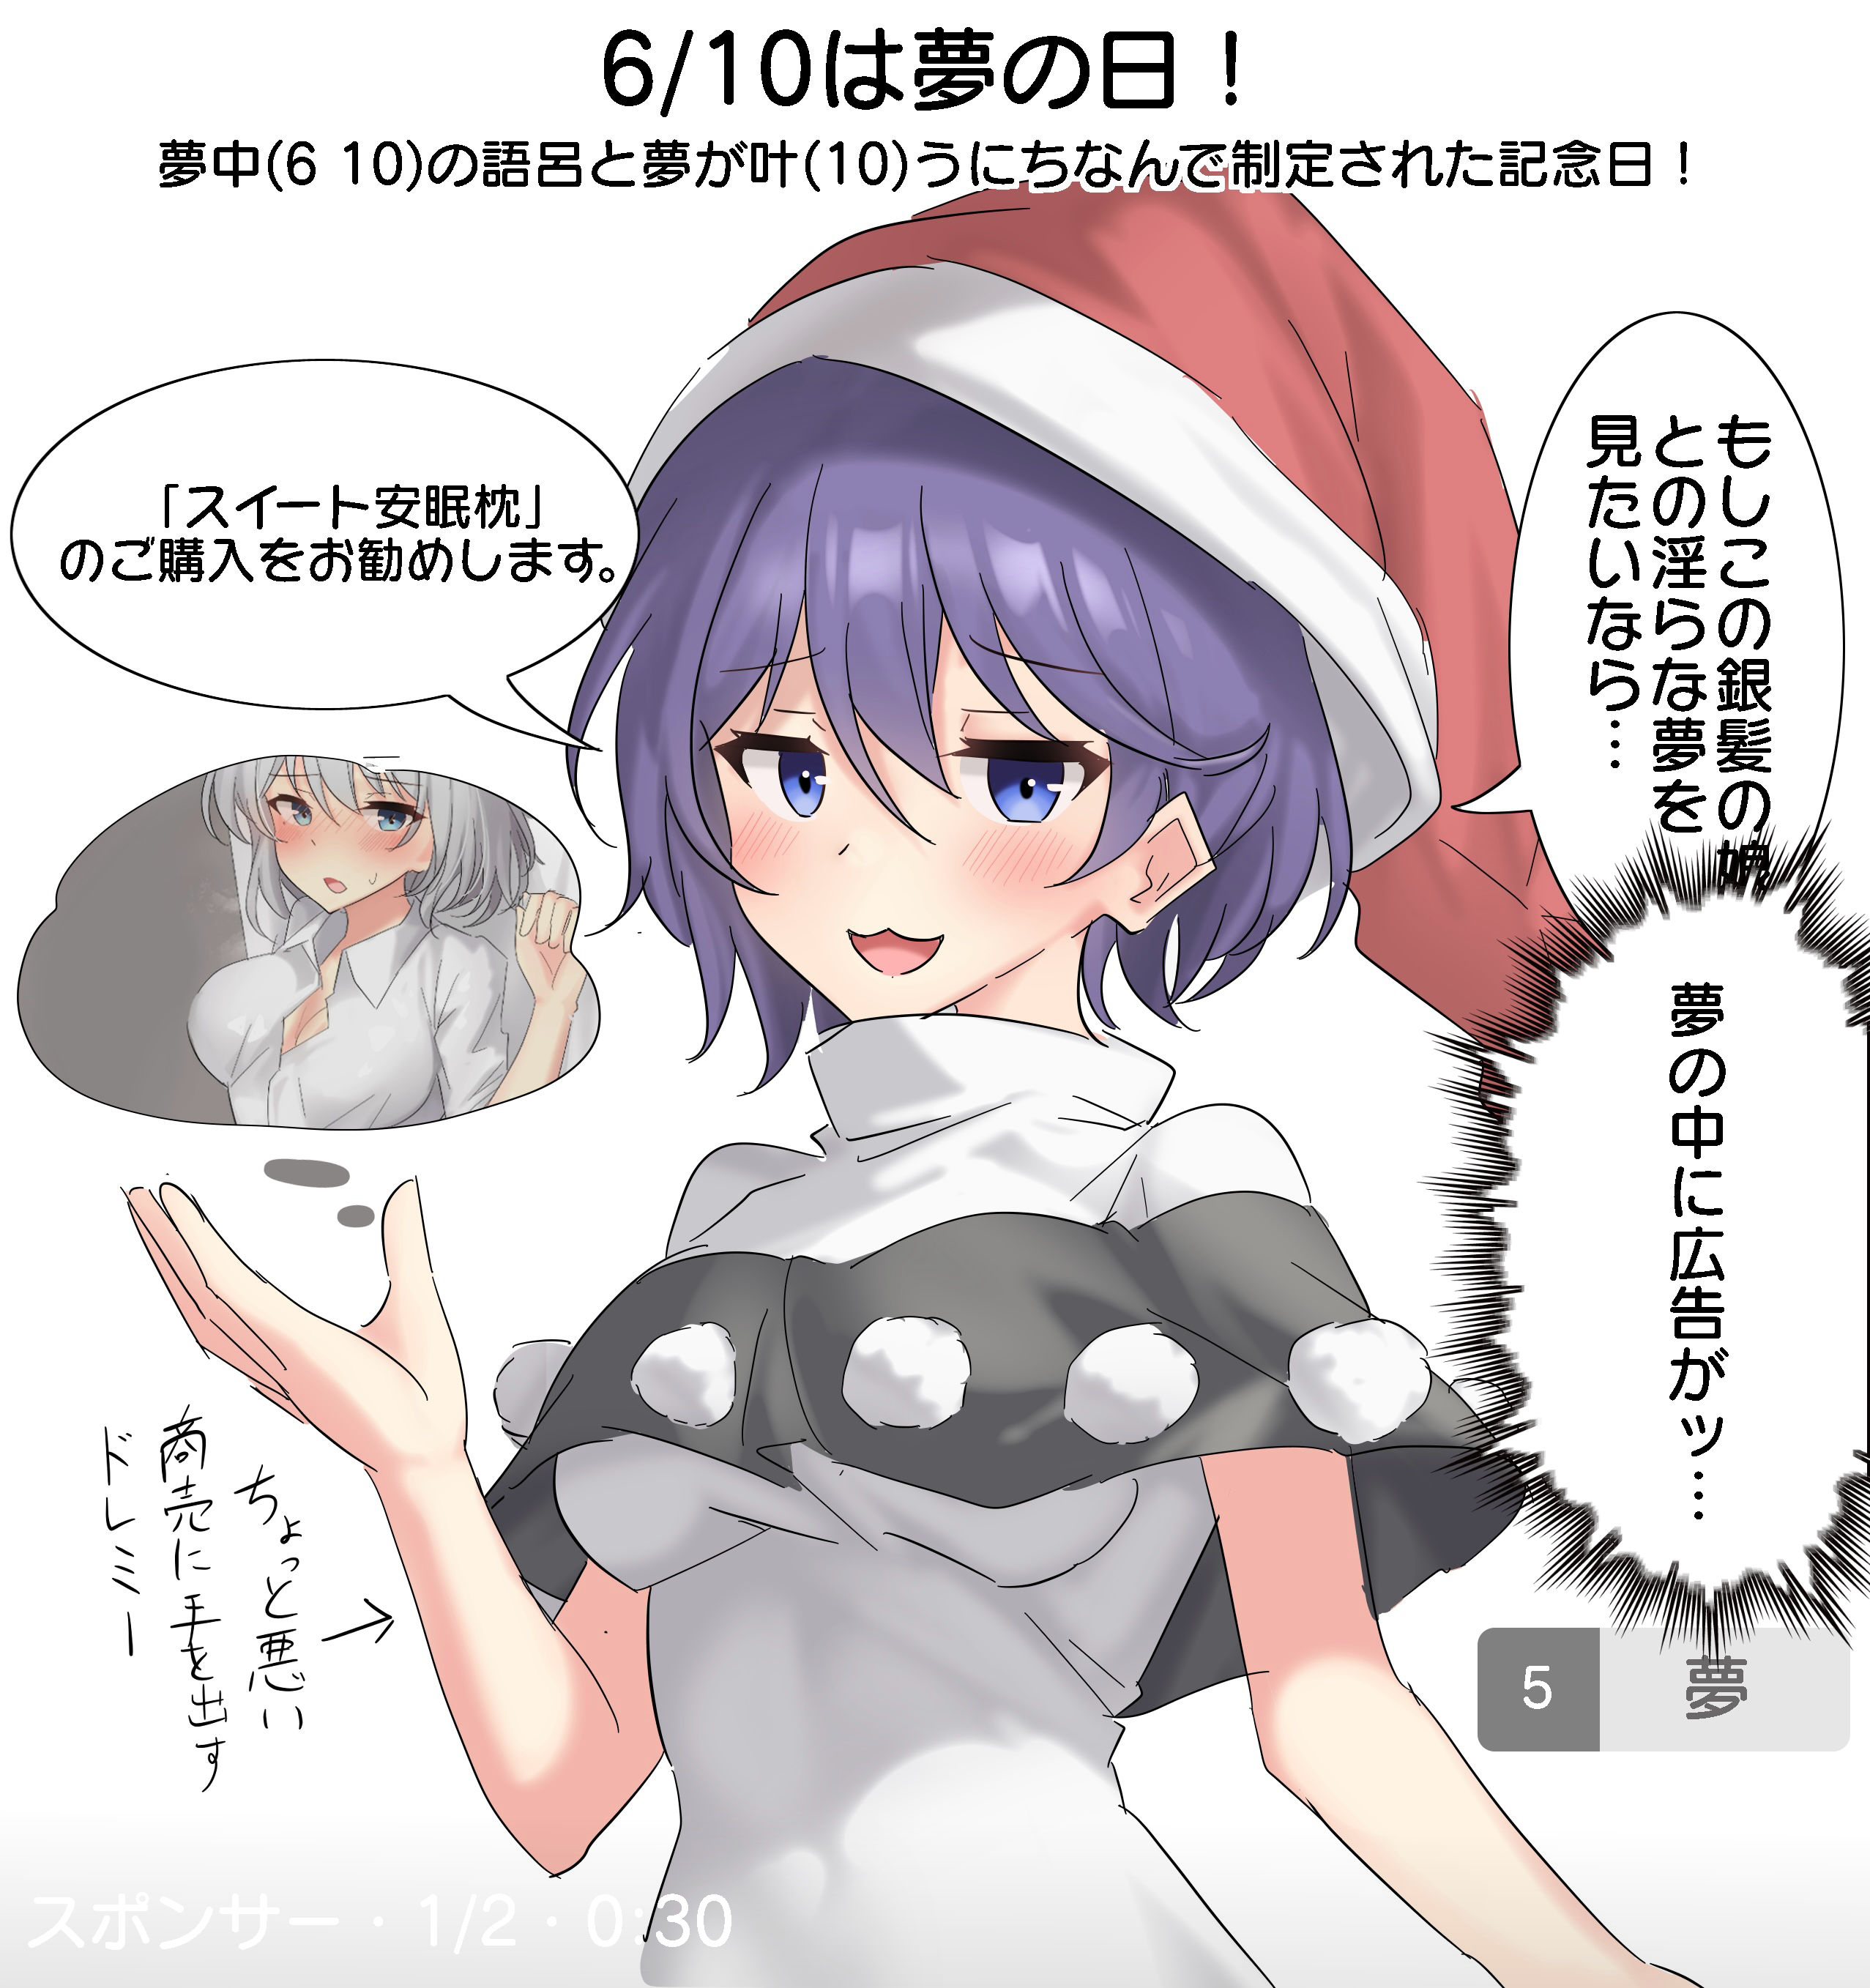 6/10は夢の日！
夢中(6 10)の語呂と夢が叶(10)うにちなんで制定された記念日！
もしこの銀髪の娘
との淫らな夢を
見たいなら…
「スイート安眠枕」
のご購入をお勧めします。
夢の中に広告がッ…
ちょっと悪い
商売に手を出す
ドレミー
5
夢
スポンサー・1/2・0:30